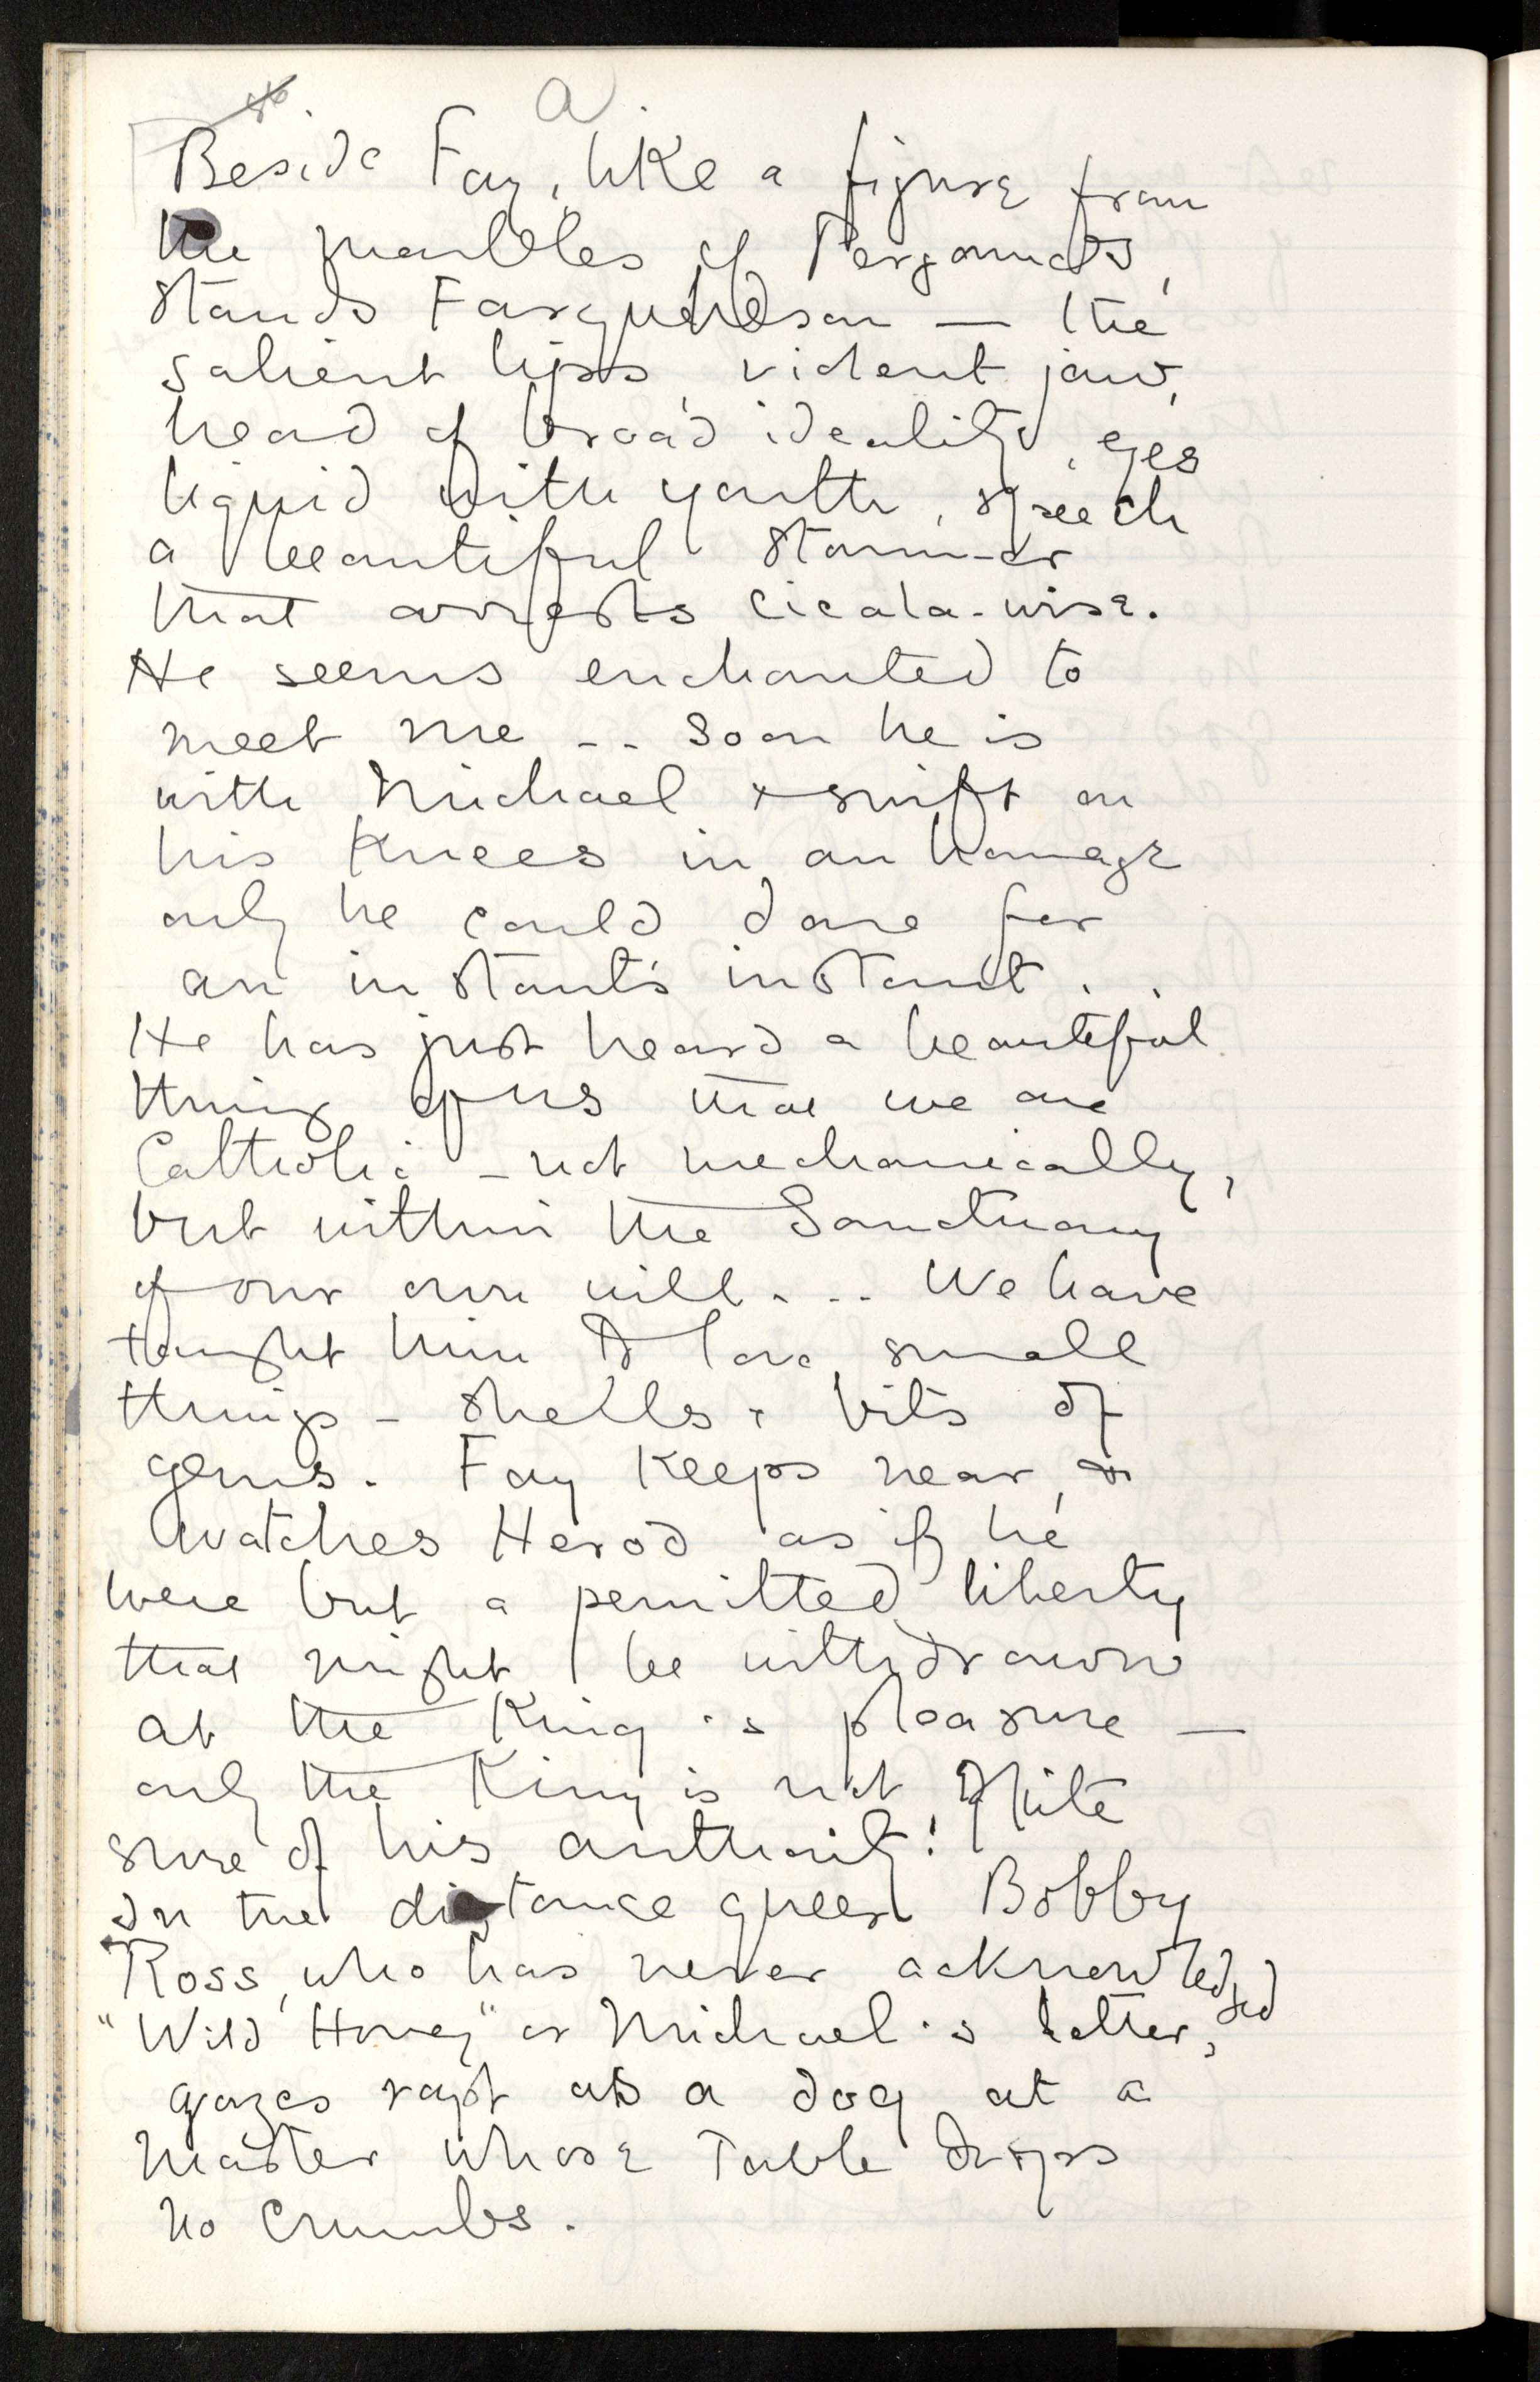 a
Beside Fay, like a figure from
the marbles of Pergamos,
stands Farquharson — the
salient lips, violent jaw,
head of broad ideality, eyes
liquid with youth, speech
a beautiful stammer
that arrests cicala-wise.
He seems enchanted to
meet me -- Soon he is
with Michael & swift on
his Knees in an homage
only he could dare for
an instant's instant . .
He has just heard a beautiful
thing of us that we are
Catholic - not mechanically,
but within the Sanctuary
of our own will . . . We have
taught him to love small
things - shells & bits of
gems. Fay Keeps near, &
watches Herod as if he
were but a permitted liberty
that might be withdrawn
at the King's pleasure —
only the King is not quite
sure of his authority!
In the distance queer Bobby
Ross, who has never acknowledged
"Wild Honey" or Michael's letter,
gazes rapt as a dog at a
Master whose Table drops
no Crumbs.